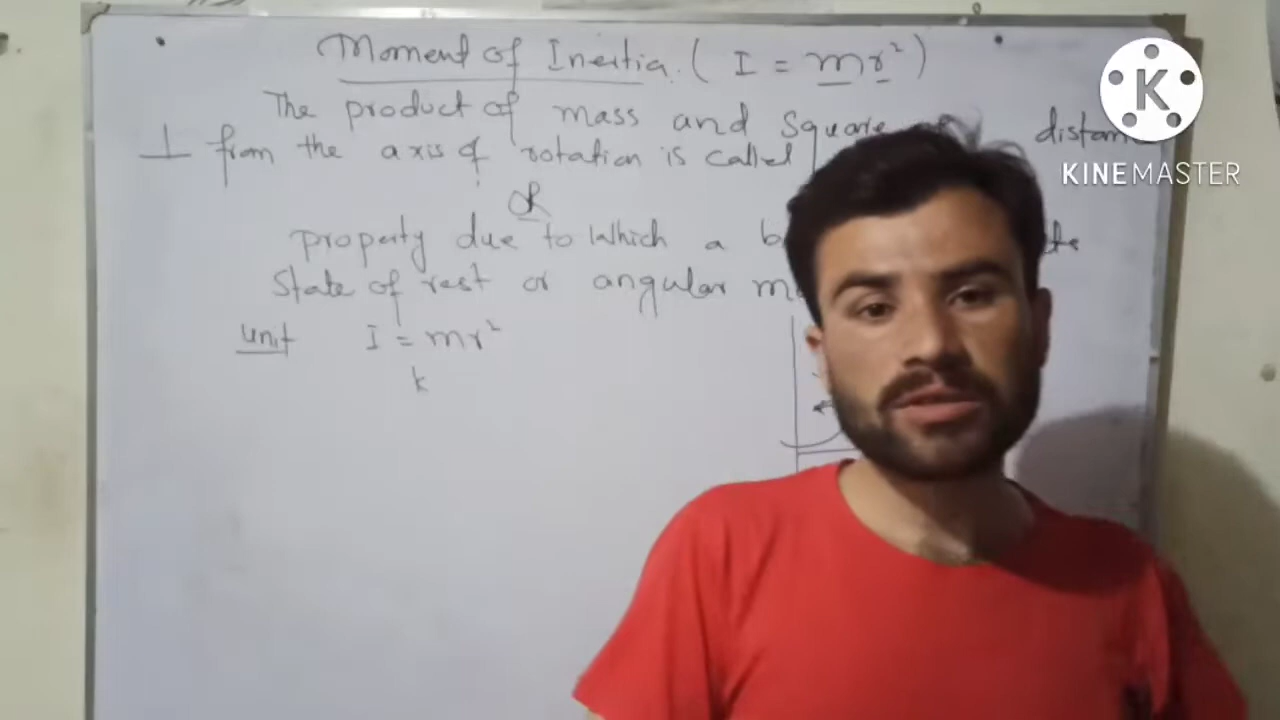 Moment of Inertia. ( I = mr² )
The product of mass and square
⊥ from the axis of rotation is called
OR
property due to which a
State of rest or angular
Unit I = mr²
k
K
KINEMASTER